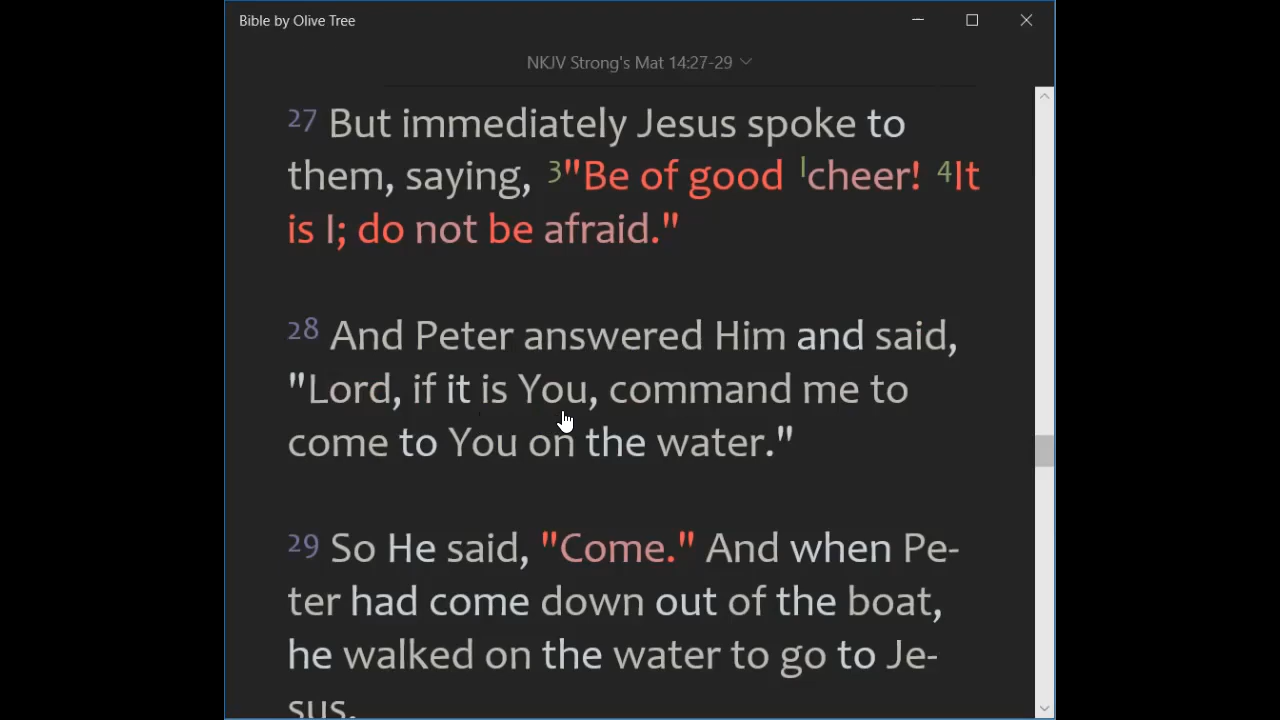 Bible by Olive Tree
NKJV Strong's Mat 14:27-29
27 But immediately Jesus spoke to
them, saying, 3"Be of good lcheer! 4It
is I; do not be afraid."
28 And Peter answered Him and said,
"Lord, if it is You, command me to
come to You on the water."
29 So He said, "Come." And when Pe-
ter had come down out of the boat,
he walked on the water to go to Je-
sus.